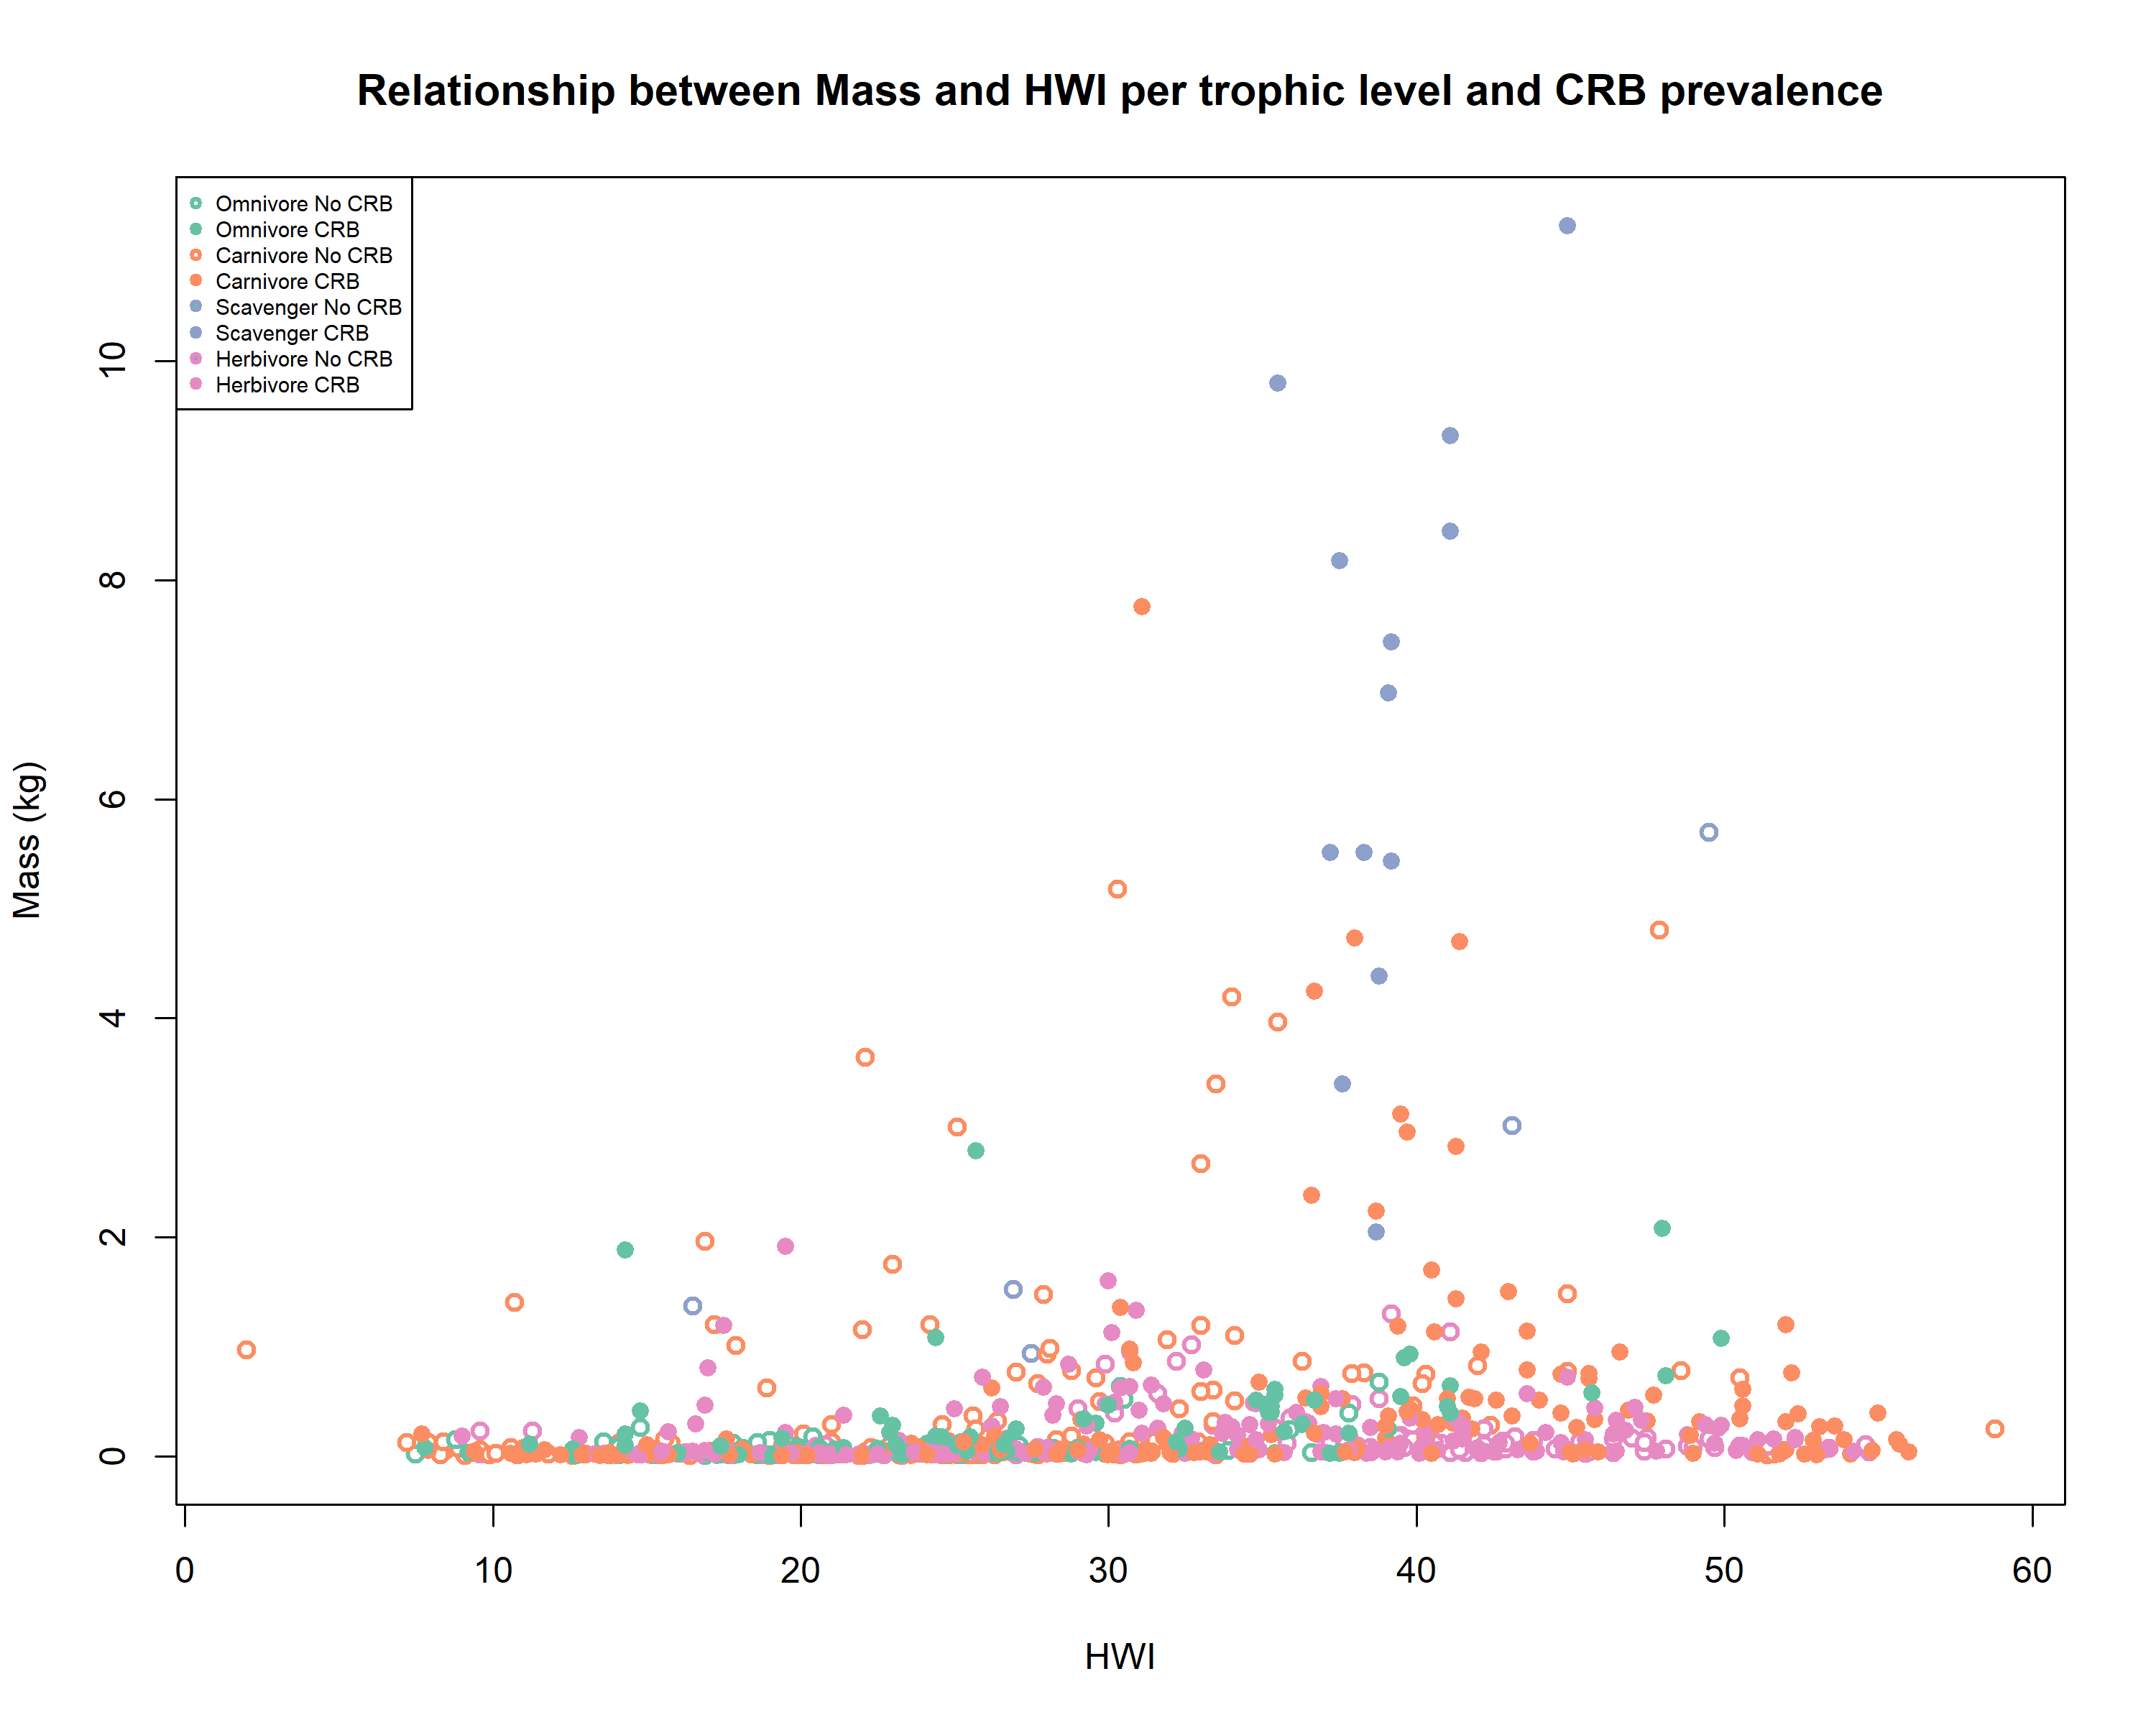 Relationship between Mass and HWI per trophic level and CRB prevalence
Omnivore No CRB
Omnivore CRB
Carnivore No CRB
Carnivore CRB
Scavenger No CRB
Scavenger CRB
Herbivore No CRB
Herbivore CRB
10
8
6
4
2
0
Mass (kg)
0 10 20 30 40 50 60
HWI